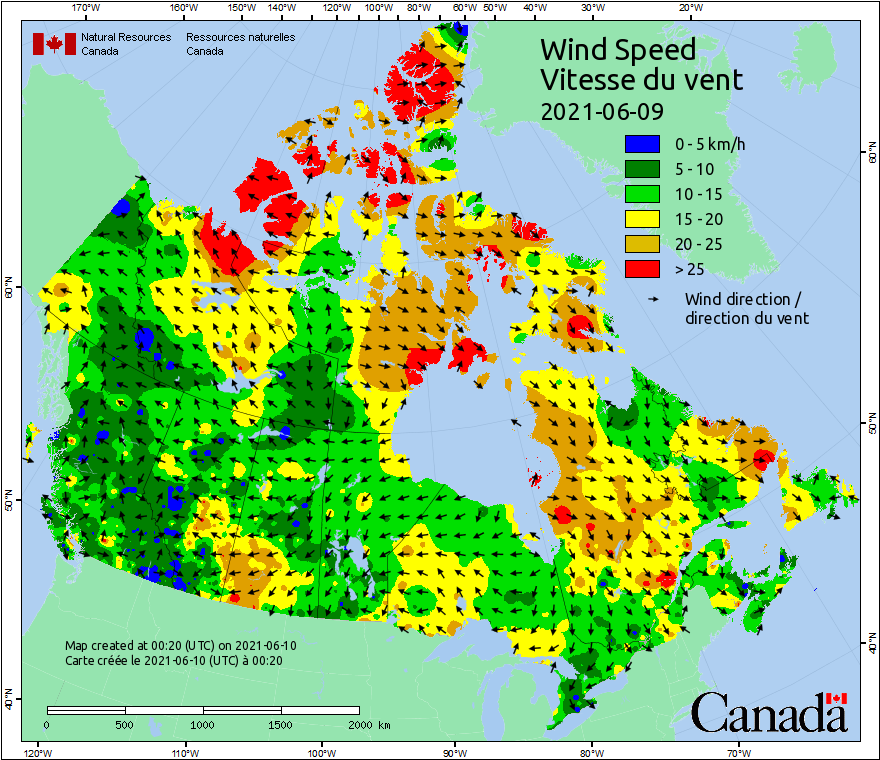 170°W 160°W 150°W 140°W 120°W 100°W 80°W 60°W 50°W 40°W 30°W 20°W
Natural Resources Ressources naturelles
Canada Canada
Wind Speed
Vitesse du vent
2021-06-09
0 - 5 km/h
5 - 10
10 - 15
15 - 20
20 - 25
> 25
Wind direction /
direction du vent
60°N
60°N
50°N
50°N
40°N
40°N
Map created at 00:20 (UTC) on 2021-06-10
Carte créée le 2021-06-10 (UTC) à 00:20
0 500 1000 1500 2000 km
Canada
120°W 110°W 100°W 90°W 80°W 70°W